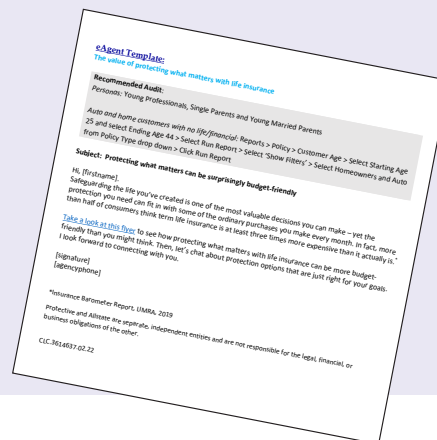 eAgent Template:
The value of protecting what matters with life insurance
Recommended Audit:
Personals: Young Professionals, Single Parents and Young Married Parents
Auto and home customers with no life/financial: Reports > Policy > Customer Age > Select Starting Age
25 and select Ending Age 44 > Select Run Report > Select 'Show Filters' > Select Homeowners and Auto
from Policy Type drop down > Click Run Report
Subject: Protecting what matters can be surprisingly budget-friendly
Hi, [firstname].
Safeguarding the life you've created is one of the most valuable decisions you can make – yet the
protection you need can fit in with some of the ordinary purchases you make every month. In fact, more
than half of consumers think term life insurance is at least three times more expensive than it actually is.*
Take a look at this flyer to see how protecting what matters with life insurance can be more budget-
friendly than you might think. Then, let's chat about protection options that are just right for your goals.
I look forward to connecting with you.
[signature]
[agencyphone]
*Insurance Barometer Report, LIMRA, 2019
Protective and Allstate are separate, independent entities and are not responsible for the legal, financial, or
business obligations of the other.
CLC.3614637-02.22